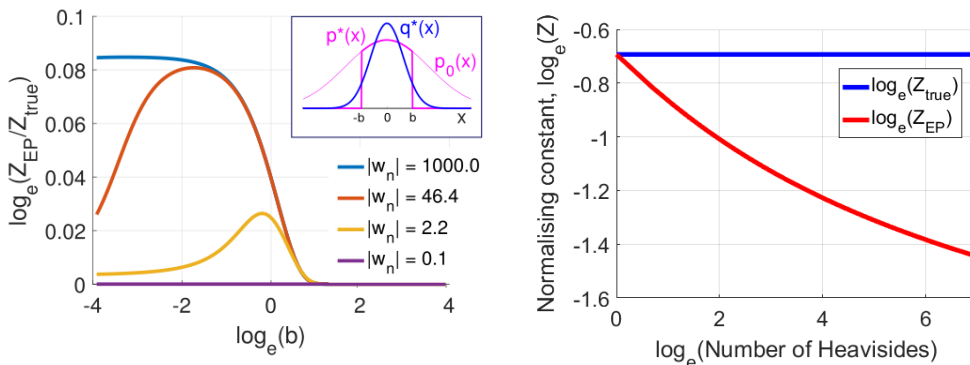 0.1
0.08
0.06
0.04
0.02
0
-4
-2
0
2
4
log_e(Z_EP/Z_true)
log_e(b)
p*(x)
q*(x)
p_0(x)
-b
0
b
X
|w_n| = 1000.0
|w_n| = 46.4
|w_n| = 2.2
|w_n| = 0.1
Normalising constant, log_e(Z)
-0.6
-0.8
-1
-1.2
-1.4
-1.6
0
2
4
6
log_e(Number of Heavisides)
log_e(Z_true)
log_e(Z_EP)